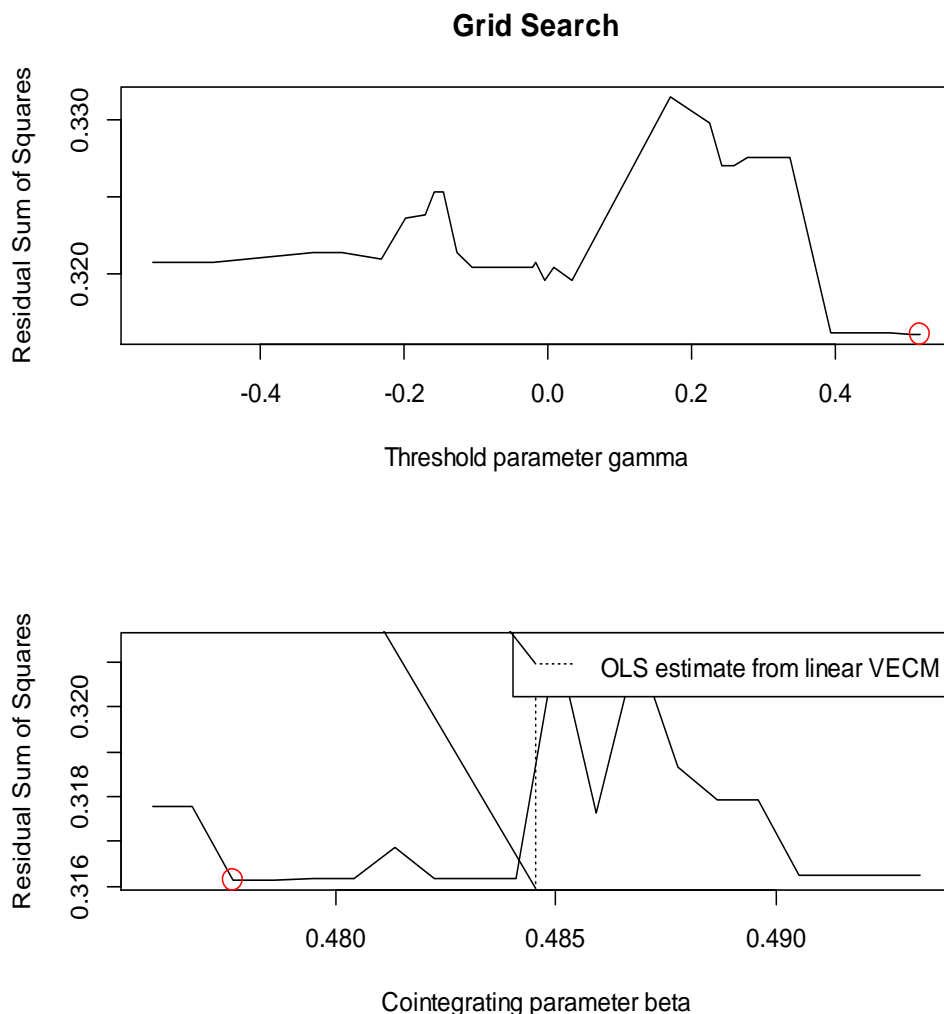 Grid Search
Residual Sum of Squares
0.330
0.320
-0.4 -0.2 0.0 0.2 0.4
Threshold parameter gamma
Residual Sum of Squares
0.320
0.318
0.316
OLS estimate from linear VECM
0.480 0.485 0.490
Cointegrating parameter beta